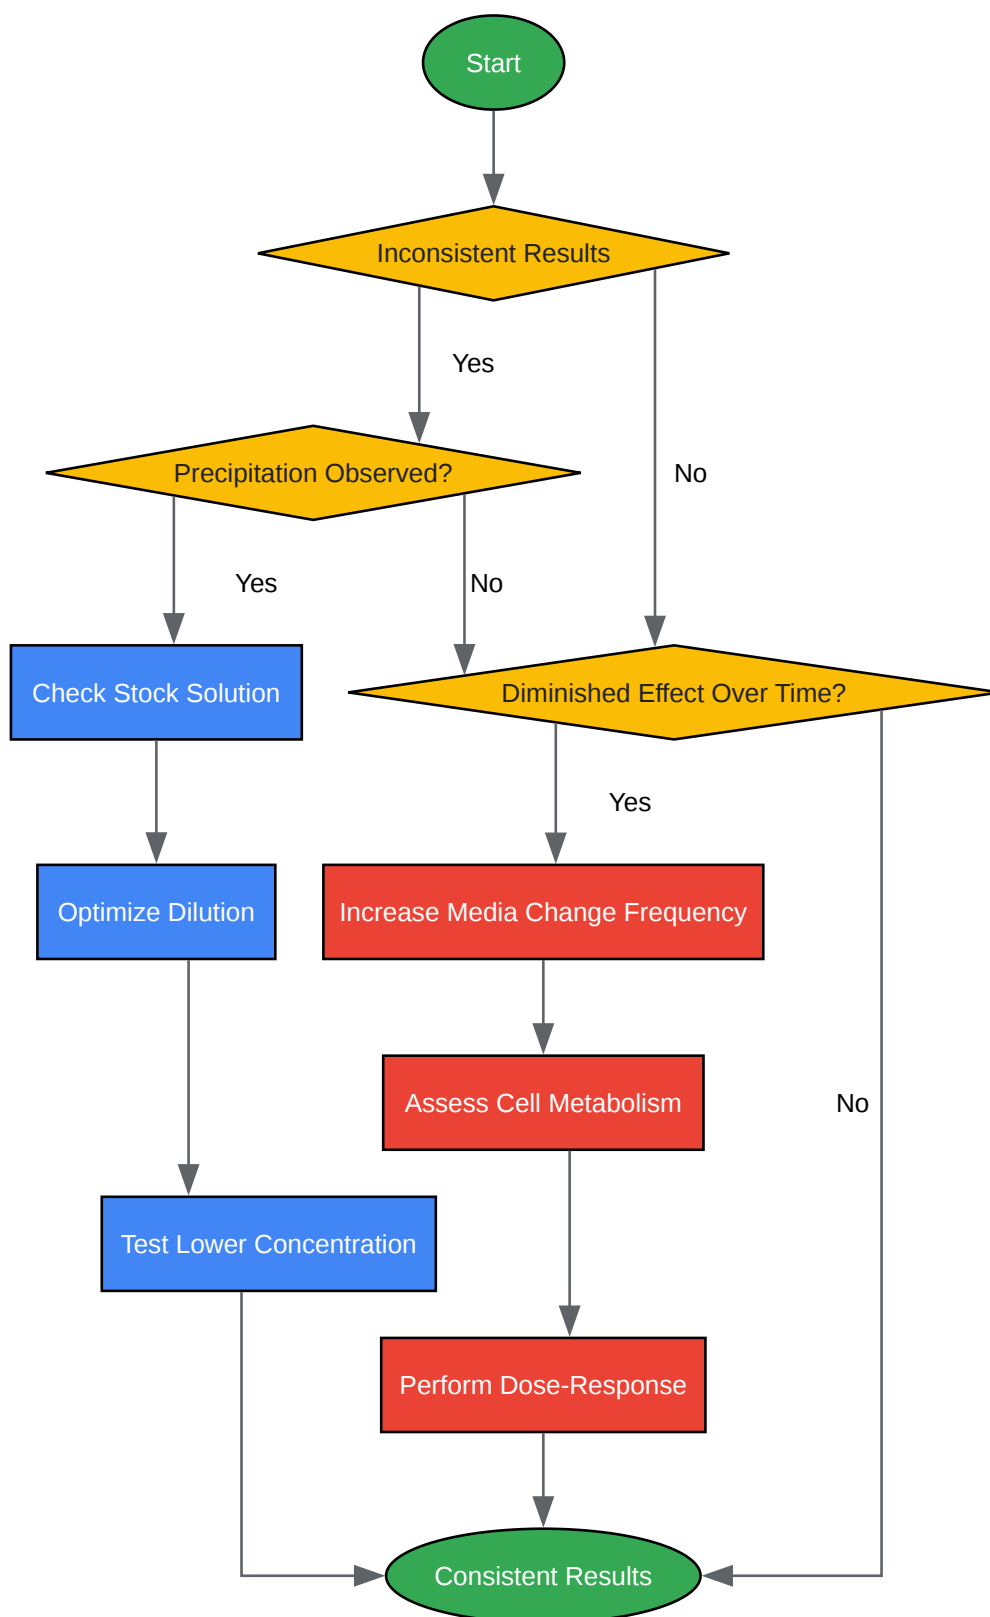 Start
Inconsistent Results
Yes
Precipitation Observed?
No
Yes
No
Check Stock Solution
Diminished Effect Over Time?
Yes
Optimize Dilution
Increase Media Change Frequency
Assess Cell Metabolism
No
Test Lower Concentration
Perform Dose-Response
Consistent Results